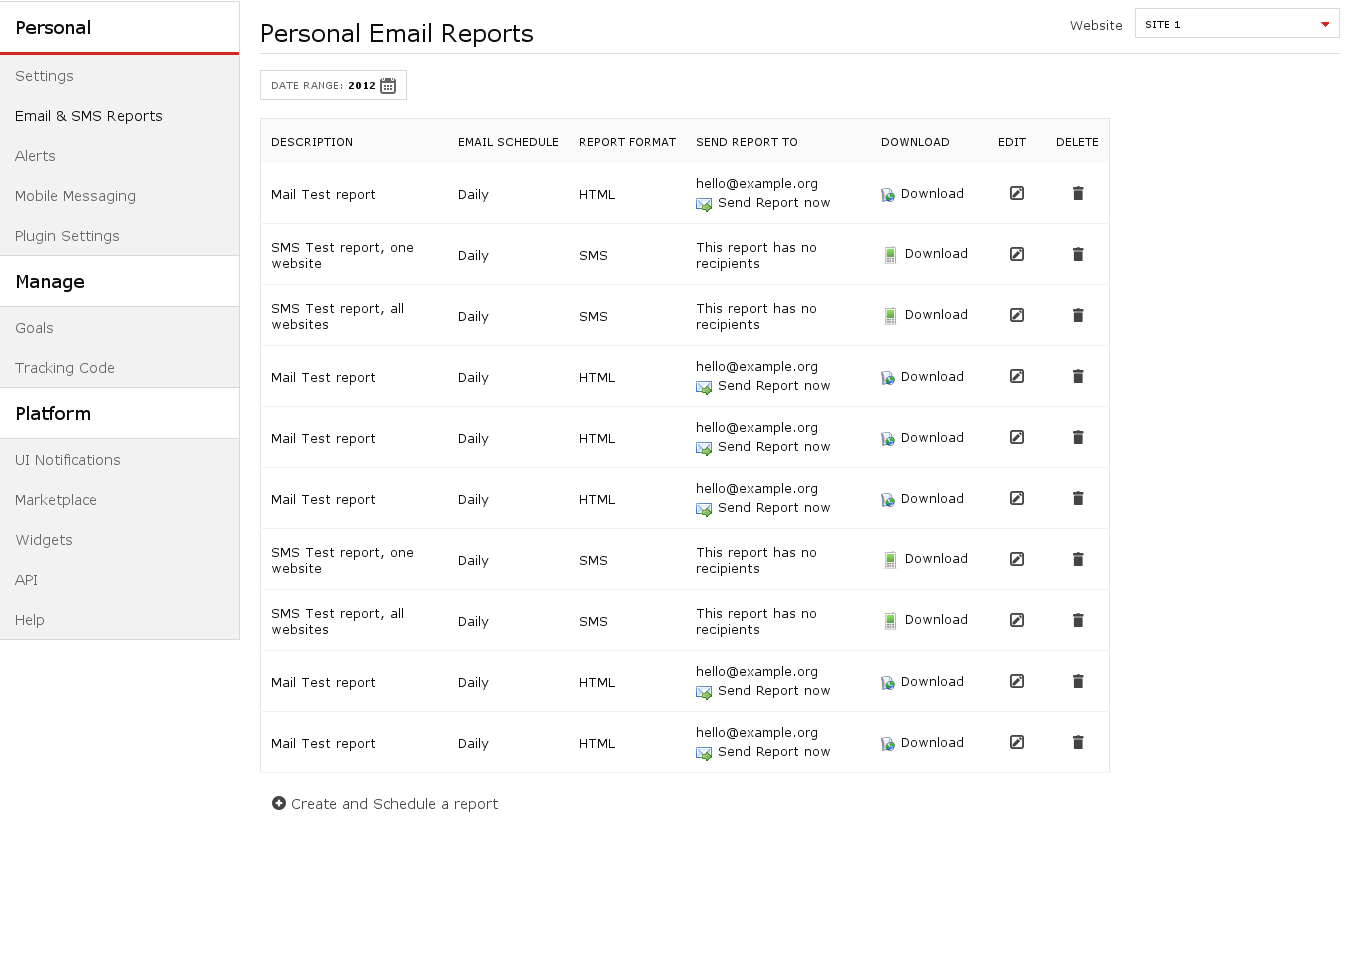 Personal
Settings
Email & SMS Reports
Alerts
Mobile Messaging
Plugin Settings
Manage
Goals
Tracking Code
Platform
UI Notifications
Marketplace
Widgets
API
Help
Personal Email Reports
Website SITE 1
DATE RANGE: 2012
DESCRIPTION EMAIL SCHEDULE REPORT FORMAT SEND REPORT TO DOWNLOAD EDIT DELETE
Mail Test report Daily HTML hello@example.org Download
Send Report now
SMS Test report, one Daily SMS This report has no Download
website recipients
SMS Test report, all Daily SMS This report has no Download
websites recipients
Mail Test report Daily HTML hello@example.org Download
Send Report now
Mail Test report Daily HTML hello@example.org Download
Send Report now
Mail Test report Daily HTML hello@example.org Download
Send Report now
SMS Test report, one Daily SMS This report has no Download
website recipients
SMS Test report, all Daily SMS This report has no Download
websites recipients
Mail Test report Daily HTML hello@example.org Download
Send Report now
Mail Test report Daily HTML hello@example.org Download
Send Report now
Create and Schedule a report